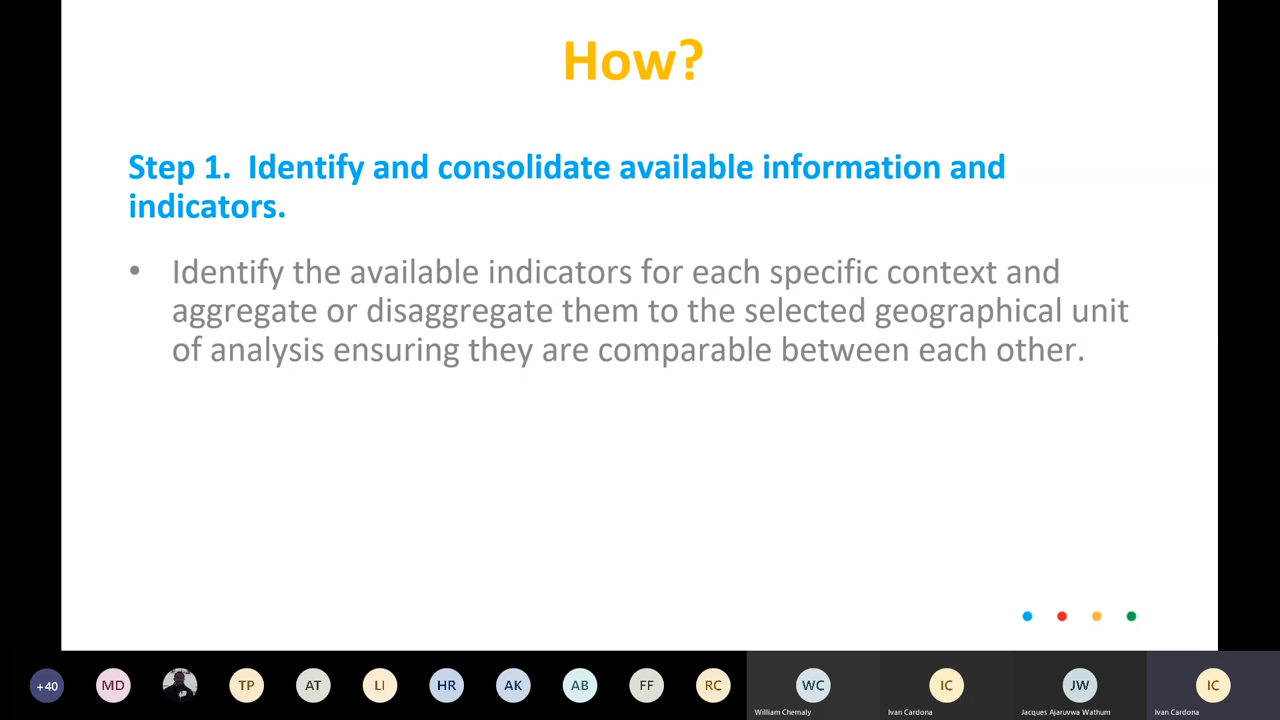 How?
Step 1.  Identify and consolidate available information and
indicators.
• Identify the available indicators for each specific context and
aggregate or disaggregate them to the selected geographical unit
of analysis ensuring they are comparable between each other.
+40
MD
TP
AT
LI
HR
AK
AB
FF
RC
WC
William Chemaly
IC
Ivan Cardona
JW
Jacques Ajaruvwa Wathum
IC
Ivan Cardona